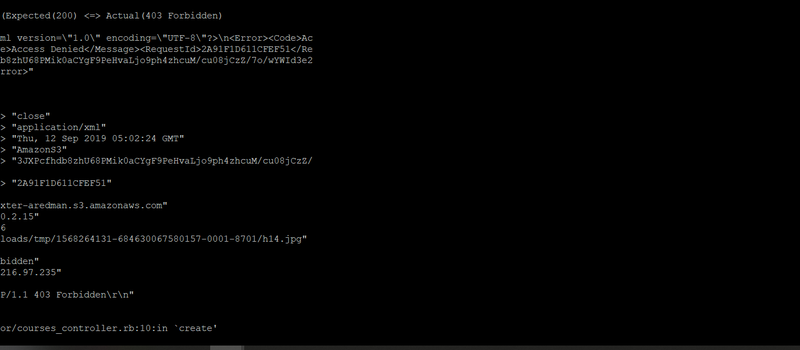 (Expected(200) <=> Actual(403 Forbidden)
ml version=\"1.0\" encoding=\"UTF-8\"?>\n<Error><Code>Ac
e>Access Denied</Message><RequestId>2A91F1D611CFEF51</Re
b8zhU68PMik0aCYgF9PeHvaLjo9ph4zhcuM/cu08jCzZ/7o/wYWId3e2
rror>"
> "close"
> "application/xml"
> "Thu, 12 Sep 2019 05:02:24 GMT"
> "AmazonS3"
> "3JXPcfhdb8zhU68PMik0aCYgF9PeHvaLjo9ph4zhcuM/cu08jCzZ/
> "2A91F1D611CFEF51"
xter-aredman.s3.amazonaws.com"
0.2.15"
6
loads/tmp/1568264131-684630067580157-0001-8701/h14.jpg"
bidden"
216.97.235"
P/1.1 403 Forbidden\r\n"
or/courses_controller.rb:10:in `create'